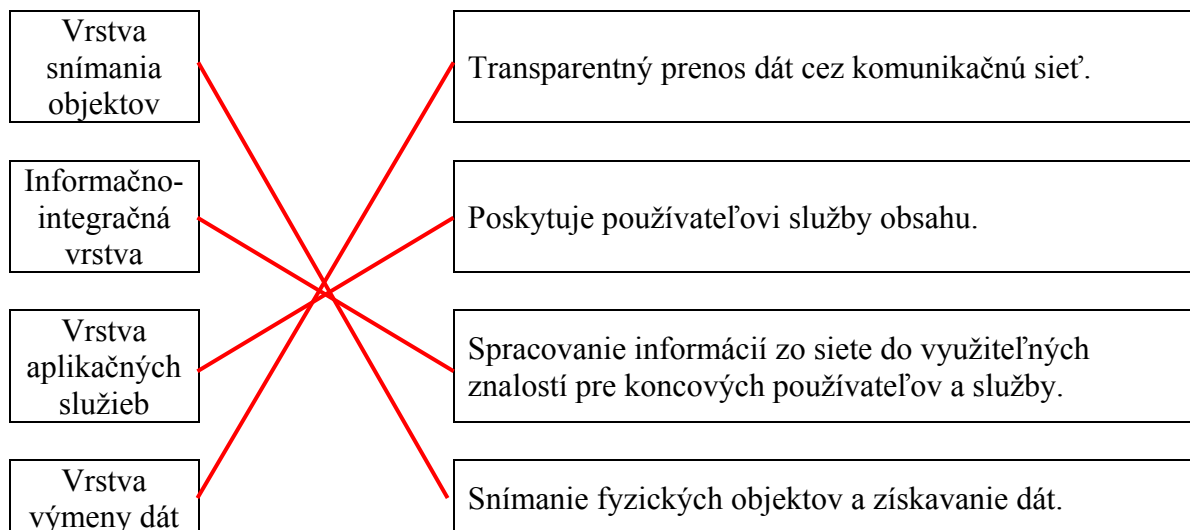 Vrstva
snímania
objektov
Transparentný prenos dát cez komunikačnú sieť.
Informačno-
integračná
vrstva
Poskytuje používateľovi služby obsahu.
Vrstva
aplikačných
služieb
Spracovanie informácií zo siete do využiteľných
znalostí pre koncových používateľov a služby.
Vrstva
výmeny dát
Snímanie fyzických objektov a získavanie dát.